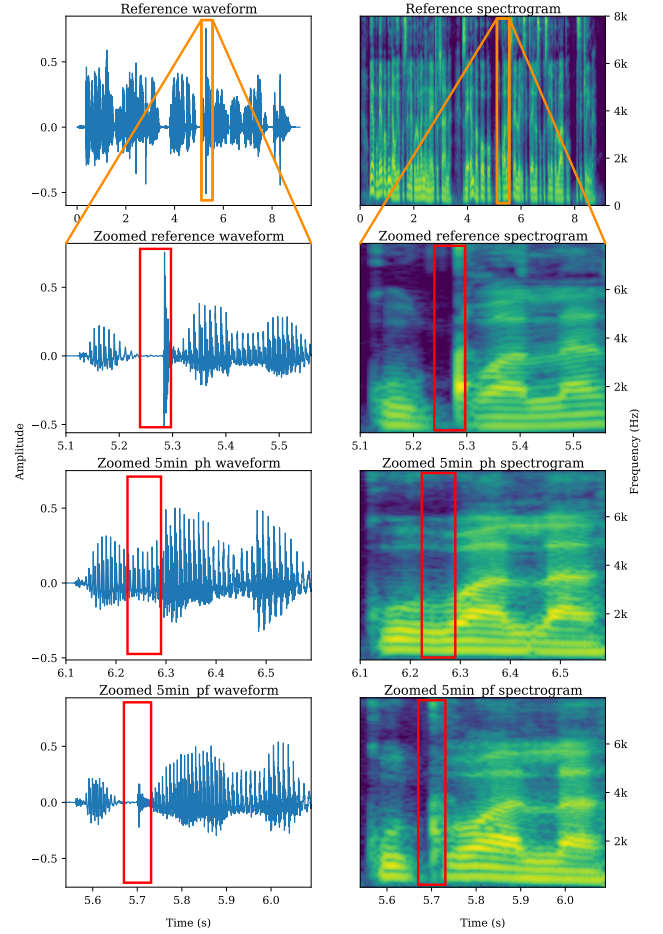 Reference waveform
Reference spectrogram
0.5
0.0
−0.5
0 2 4 6 8
8k
6k
4k
2k
0
0 2 4 6 8
Zoomed reference waveform
Zoomed reference spectrogram
0.5
0.0
−0.5
5.1 5.2 5.3 5.4 5.5
6k
4k
2k
5.1 5.2 5.3 5.4 5.5
Amplitude
Frequency (Hz)
Zoomed 5min_ph waveform
Zoomed 5min_ph spectrogram
0.5
0.0
−0.5
6.1 6.2 6.3 6.4 6.5
6k
4k
2k
6.1 6.2 6.3 6.4 6.5
Zoomed 5min_pf waveform
Zoomed 5min_pf spectrogram
0.5
0.0
−0.5
5.6 5.7 5.8 5.9 6.0
6k
4k
2k
5.6 5.7 5.8 5.9 6.0
Time (s)
Time (s)